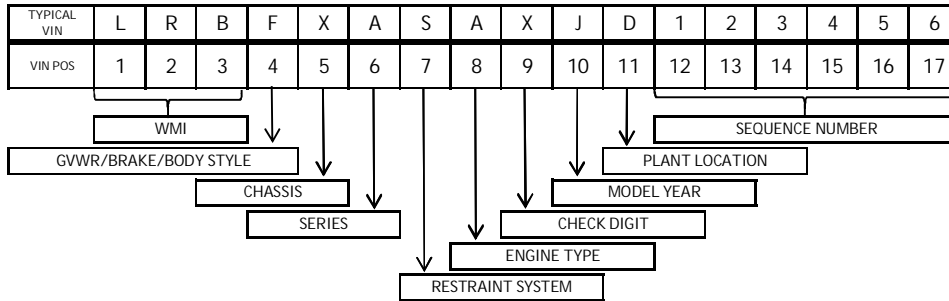 TYPICAL VIN L R B F X A S A X J D 1 2 3 4 5 6
VIN POS 1 2 3 4 5 6 7 8 9 10 11 12 13 14 15 16 17
WMI SEQUENCE NUMBER
GVWR/BRAKE/BODY STYLE PLANT LOCATION
CHASSIS MODEL YEAR
SERIES CHECK DIGIT
ENGINE TYPE
RESTRAINT SYSTEM